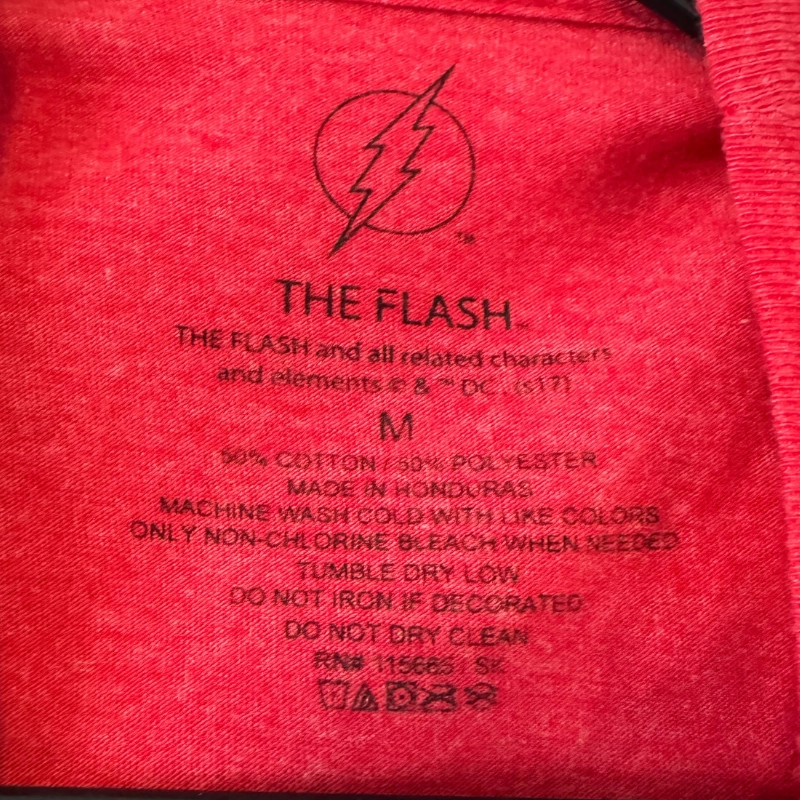 ™
THE FLASH™
THE FLASH and all related characters
and elements © & ™ DC. (s17)
M
50% COTTON / 50% POLYESTER
MADE IN HONDURAS
MACHINE WASH COLD WITH LIKE COLORS
ONLY NON-CHLORINE BLEACH WHEN NEEDED
TUMBLE DRY LOW
DO NOT IRON IF DECORATED
DO NOT DRY CLEAN
RN# SK